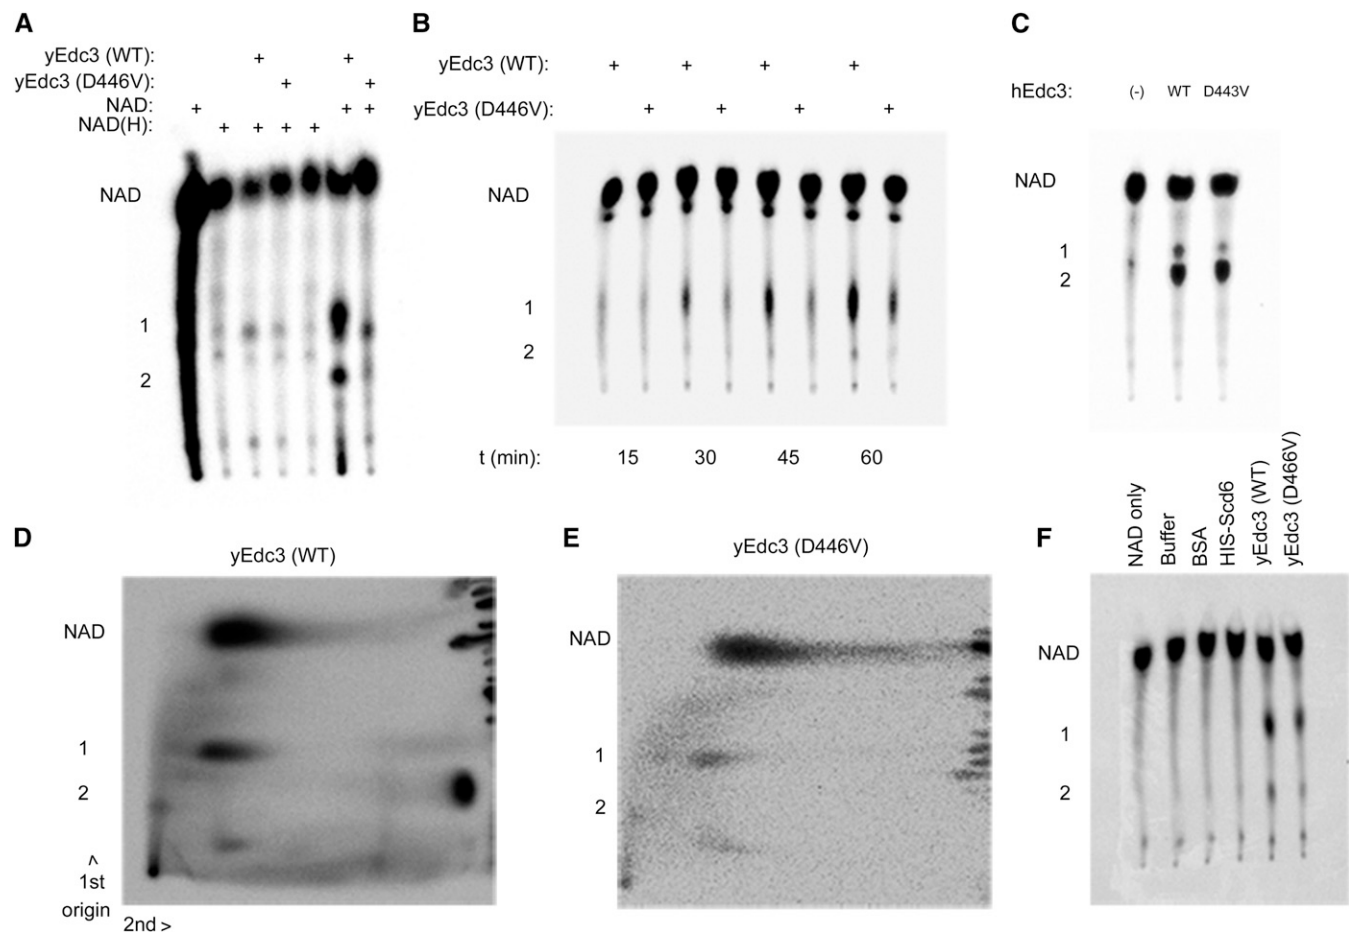 A
yEdc3 (WT): + +
yEdc3 (D446V): + +
NAD: + + +
NAD(H): + + + +
NAD
1
2
B
yEdc3 (WT): + + + +
yEdc3 (D446V): + + + +
NAD
1
2
t (min): 15 30 45 60
C
hEdc3: (-) WT D443V
NAD
1
2
D
yEdc3 (WT)
NAD
1
2
^
1st
origin
2nd >
E
yEdc3 (D446V)
NAD
1
2
F
NAD only
Buffer
BSA
HIS-Scd6
yEdc3 (WT)
yEdc3 (D466V)
NAD
1
2